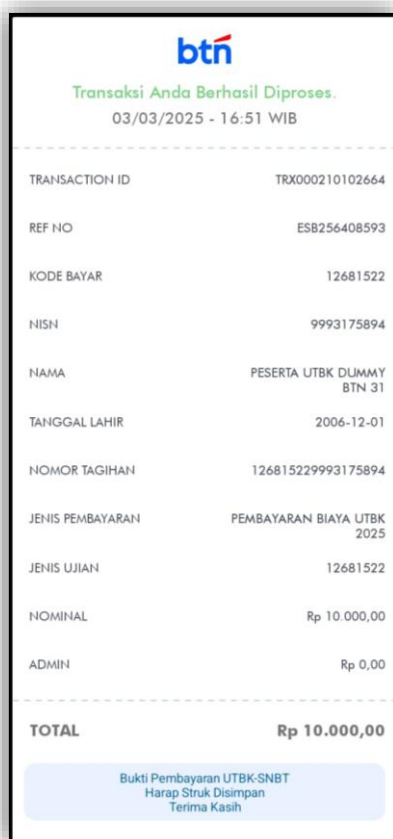 btn
Transaksi Anda Berhasil Diproses.
03/03/2025 - 16:51 WIB
TRANSACTION ID TRX000210102664
REF NO ESB256408593
KODE BAYAR 12681522
NISN 9993175894
NAMA PESERTA UTBK DUMMY
BTN 31
TANGGAL LAHIR 2006-12-01
NOMOR TAGIHAN 126815229993175894
JENIS PEMBAYARAN PEMBAYARAN BIAYA UTBK
2025
JENIS UJIAN 12681522
NOMINAL Rp 10.000,00
ADMIN Rp 0,00
TOTAL Rp 10.000,00
Bukti Pembayaran UTBK-SNBT
Harap Struk Disimpan
Terima Kasih